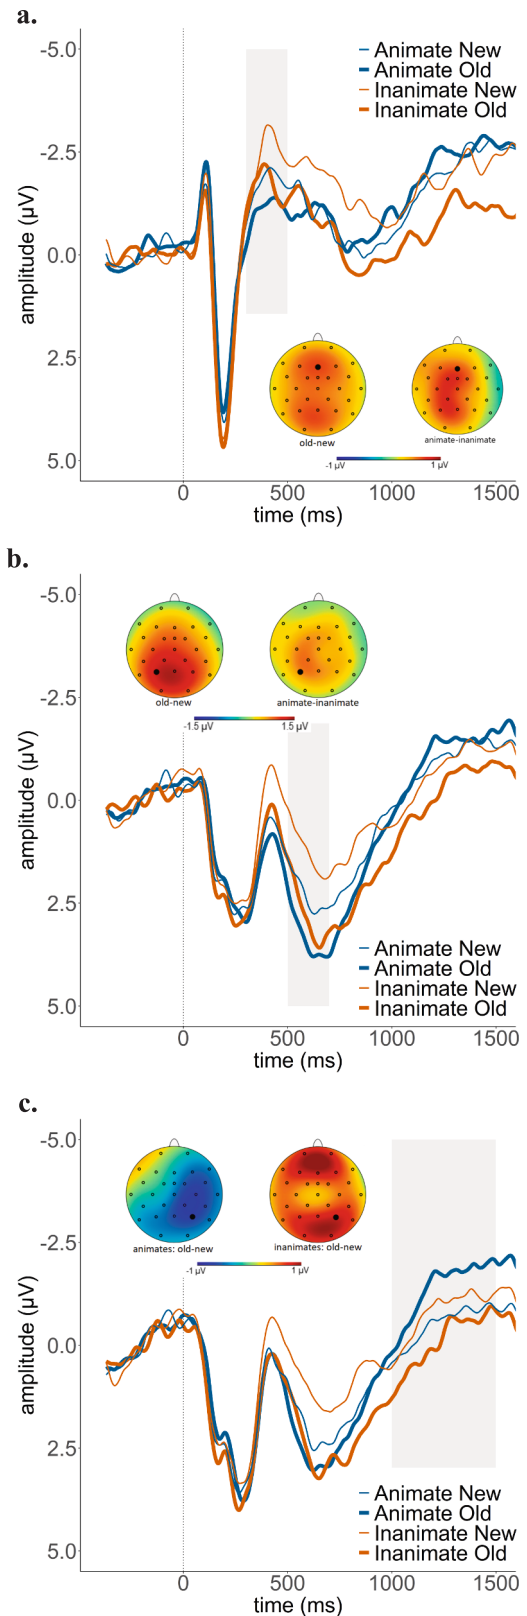 a.
-5.0
Animate New
Animate Old
Inanimate New
Inanimate Old
-2.5
amplitude (μV)
0.0
2.5
old-new
animate-inanimate
-1 μV
1 μV
5.0
0
500
1000
1500
time (ms)
b.
-5.0
old-new
animate-inanimate
-2.5
-1.5 μV
1.5 μV
amplitude (μV)
0.0
2.5
Animate New
Animate Old
Inanimate New
Inanimate Old
5.0
0
500
1000
1500
time (ms)
c.
-5.0
animates: old-new
inanimates: old-new
-2.5
-1 μV
1 μV
amplitude (μV)
0.0
2.5
Animate New
Animate Old
Inanimate New
Inanimate Old
5.0
0
500
1000
1500
time (ms)